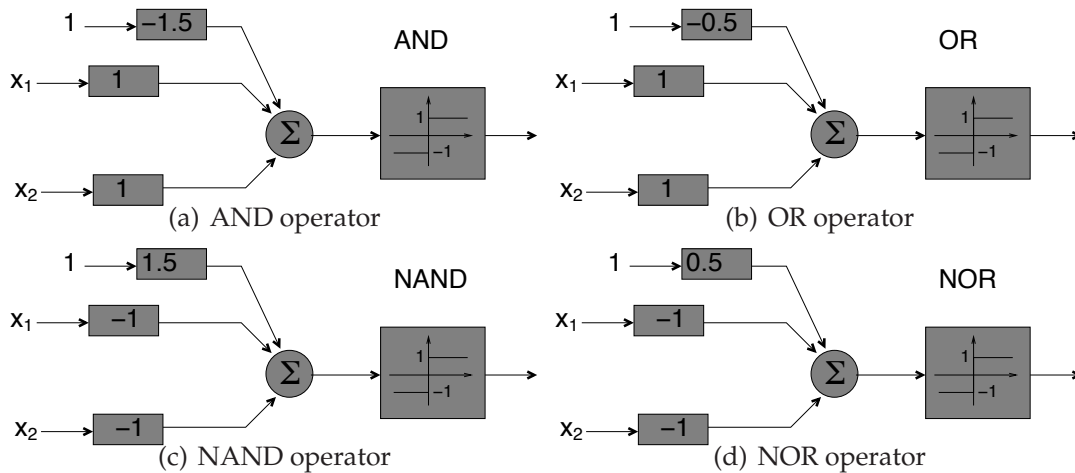 1 −1.5 AND
x1 1
Σ 1 −1
x2 1
(a) AND operator
1 −0.5 OR
x1 1
Σ 1 −1
x2 1
(b) OR operator
1 1.5 NAND
x1 −1
Σ 1 −1
x2 −1
(c) NAND operator
1 0.5 NOR
x1 −1
Σ 1 −1
x2 −1
(d) NOR operator